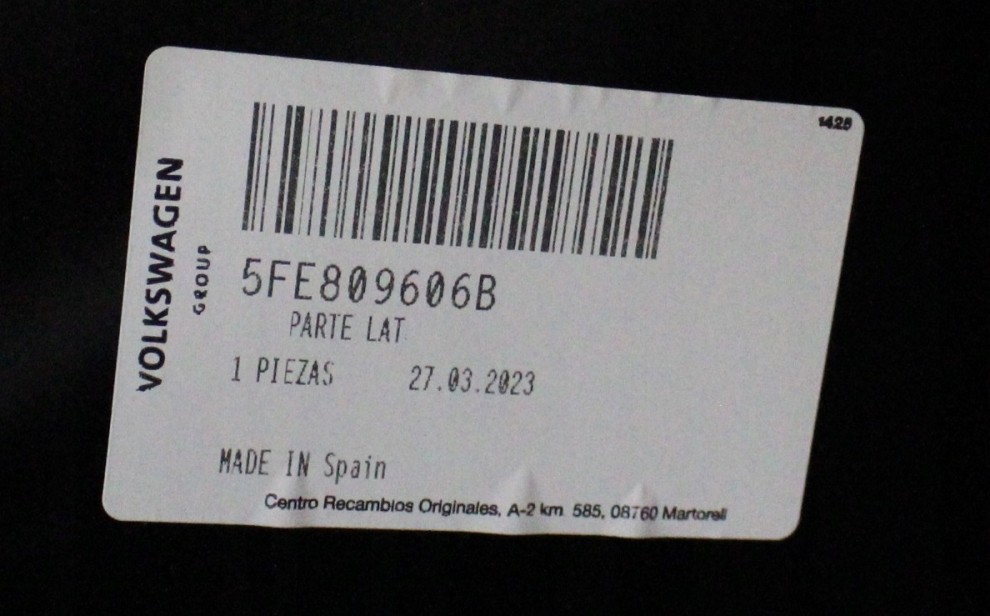 1428
VOLKSWAGEN
GROUP
5FE809606B
PARTE LAT
1 PIEZAS 27.03.2023
MADE IN Spain
Centro Recambios Originales, A-2 km 585, 08760 Martorell